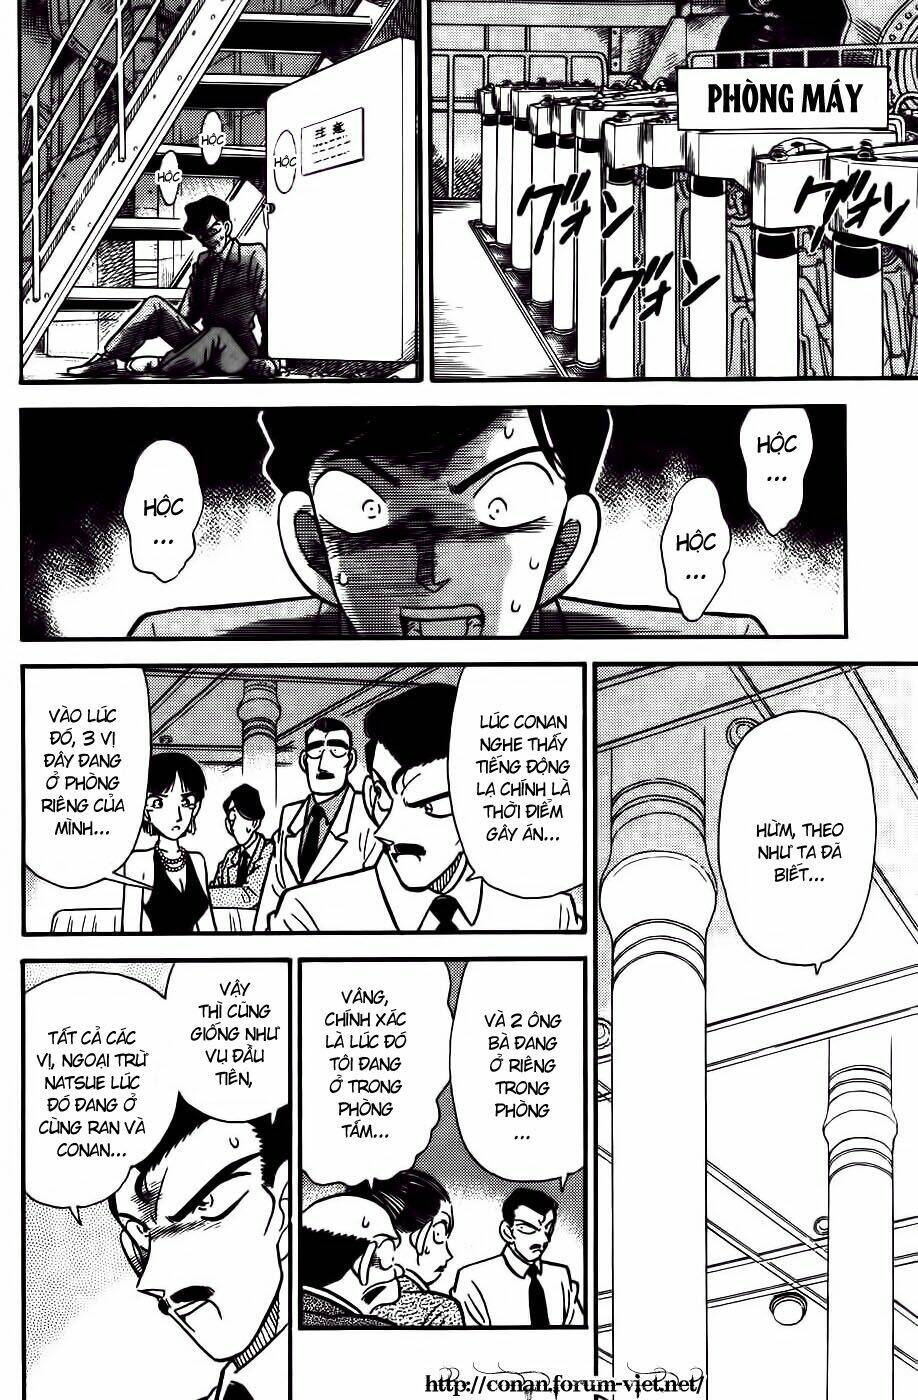 PHÒNG MÁY
グオン
グオン
グオン
注意
HỘC
HỘC
HỘC
HỘC
HỘC
...
HỘC
...
HỘC
...
HỪM, THEO
NHƯ TA ĐÃ
BIẾT...
LÚC CONAN
NGHE THẤY
TIẾNG ĐỘNG
LẠ CHÍNH LÀ
THỜI ĐIỂM
GÂY ÁN...
VÀO LÚC
ĐÓ, 3 VỊ
ĐÂY ĐANG
Ở PHÒNG
RIÊNG CỦA
MÌNH...
VÀ 2 ÔNG
BÀ ĐANG
Ở RIÊNG
TRONG
PHÒNG
...
VÂNG,
CHÍNH XÁC
LÀ LÚC ĐÓ
TÔI ĐANG
Ở TRONG
PHÒNG
TẮM...
VẬY
THÌ CŨNG
GIỐNG NHƯ
VỤ ĐẦU
TIÊN,
TẤT CẢ CÁC
VỊ, NGOẠI TRỪ
NATSUE LÚC
ĐÓ ĐANG Ở
CÙNG RAN VÀ
CONAN...
http://conan.forum-viet.net/